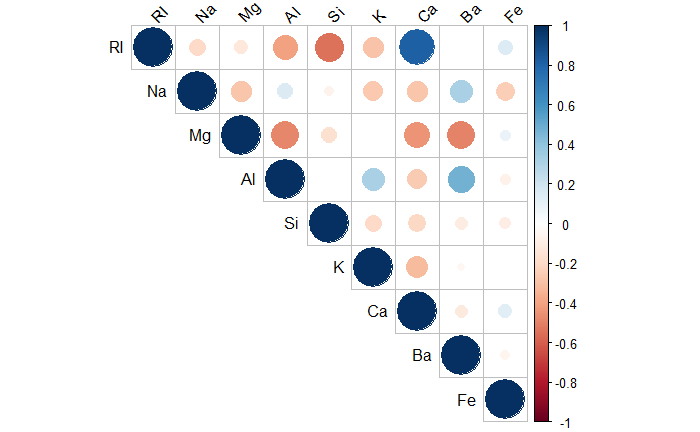 RI Na Mg Al Si K Ca Ba Fe
RI
Na
Mg
Al
Si
K
Ca
Ba
Fe
1
0.8
0.6
0.4
0.2
0
-0.2
-0.4
-0.6
-0.8
-1